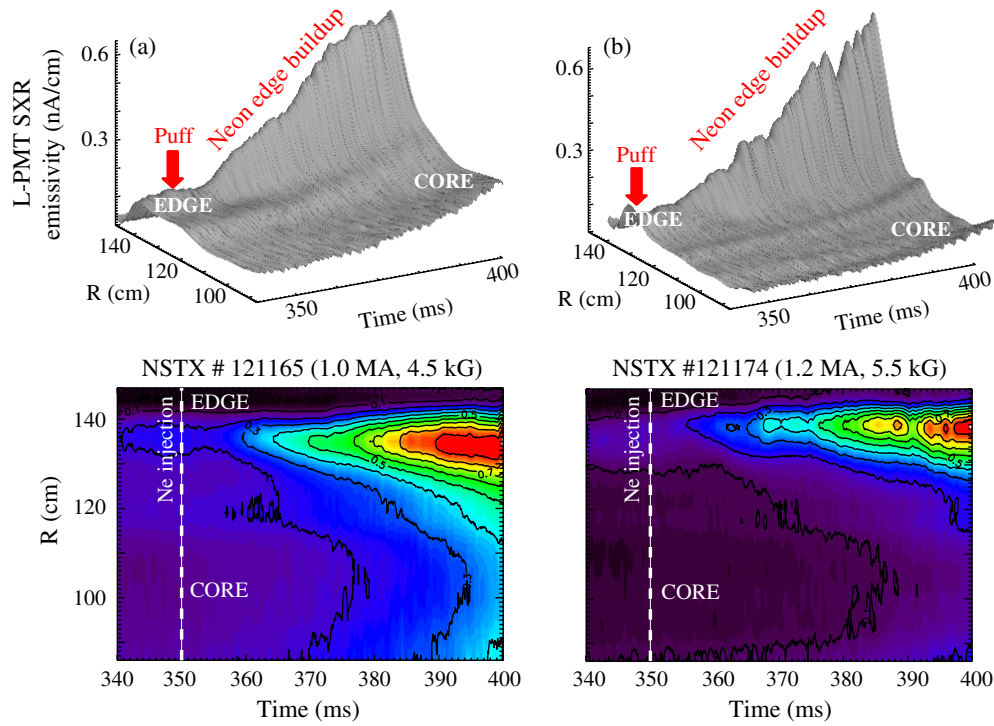 (a)
0.6
0.3
L-PMT SXR
emissivity (nA/cm)
Neon edge buildup
Puff
EDGE
CORE
140
120
100
R (cm)
350
400
Time (ms)
(b)
0.6
0.3
Neon edge buildup
Puff
EDGE
CORE
140
120
100
R (cm)
350
400
Time (ms)
NSTX # 121165 (1.0 MA, 4.5 kG)
EDGE
Ne injection
CORE
0.5
0.7
R (cm)
140
120
100
340 350 360 370 380 390 400
Time (ms)
NSTX #121174 (1.2 MA, 5.5 kG)
EDGE
Ne injection
CORE
340 350 360 370 380 390 400
Time (ms)